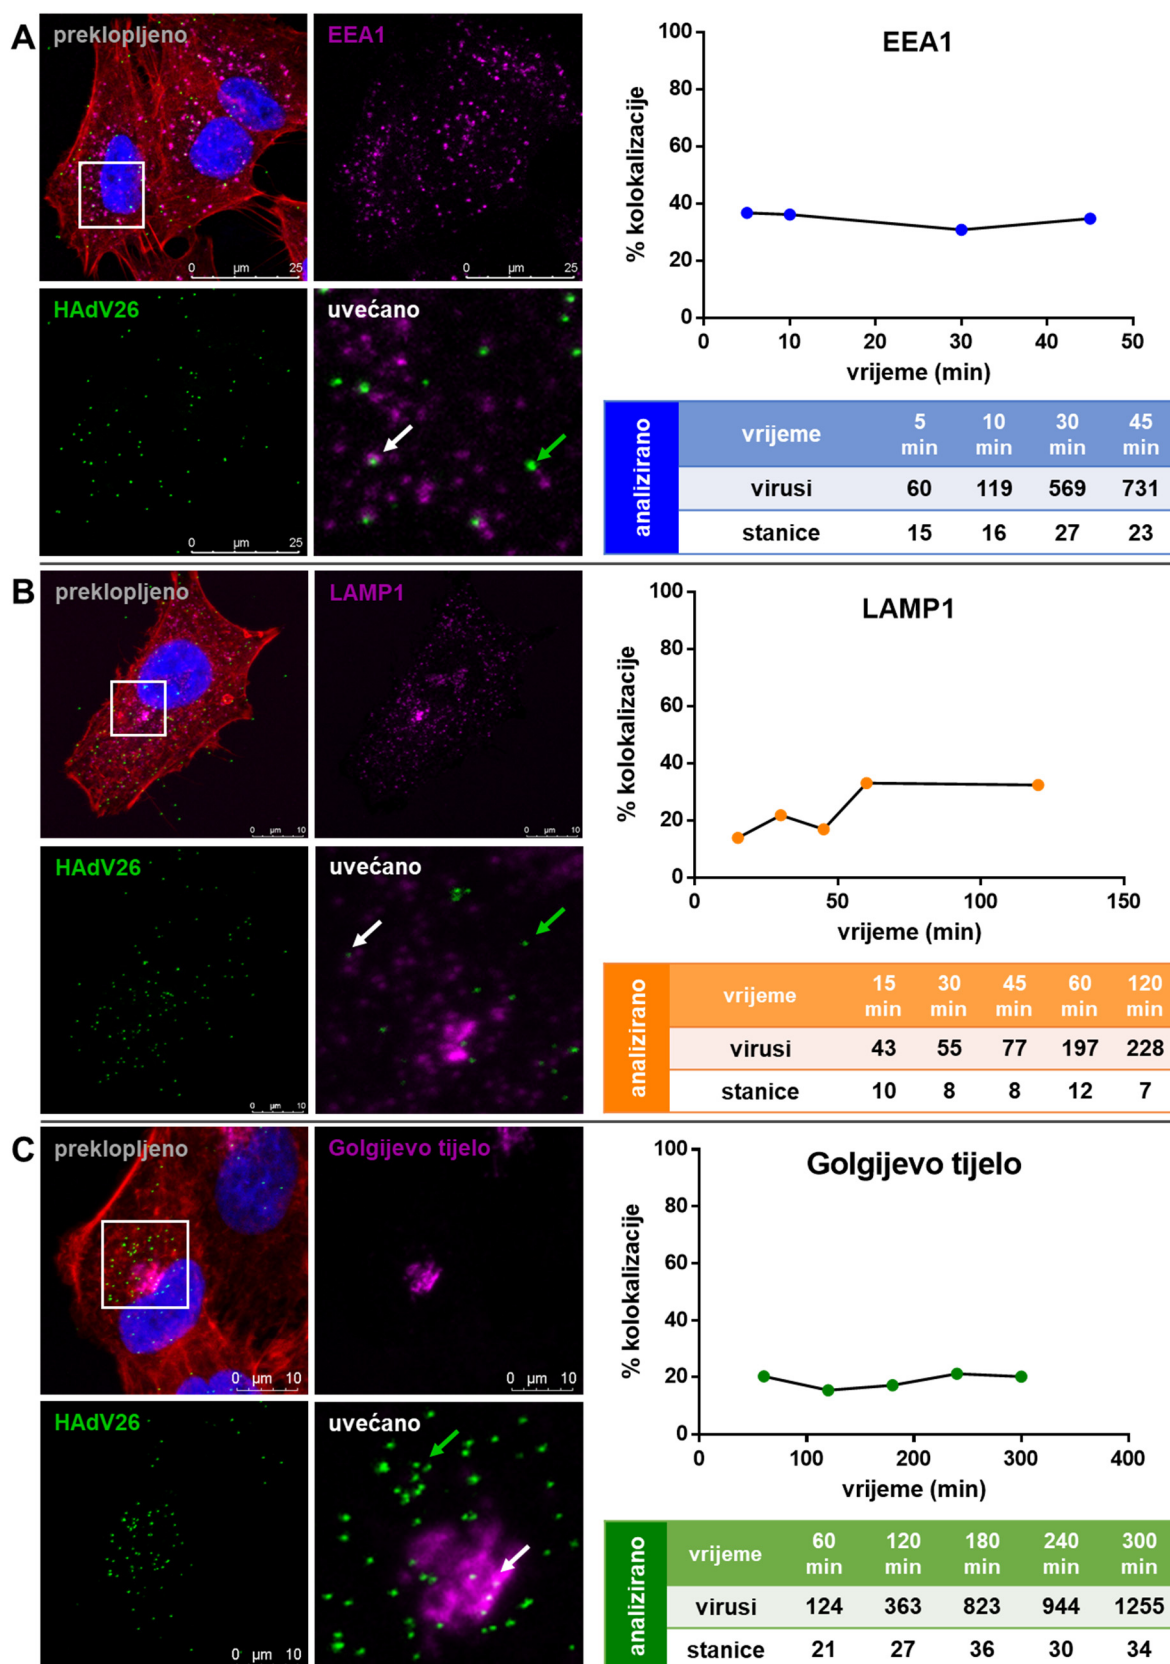 A
preklopljeno
EEA1
0 µm 25
0 µm 25
HAdV26
uvećano
0 µm 25
EEA1
% kolokalizacije
100
80
60
40
20
0
0 10 20 30 40 50
vrijeme (min)
analizirano
vrijeme 5 min 10 min 30 min 45 min
virusi 60 119 569 731
stanice 15 16 27 23
B
preklopljeno
LAMP1
0 µm 10
0 µm 10
HAdV26
uvećano
0 µm 10
LAMP1
% kolokalizacije
100
80
60
40
20
0
0 50 100 150
vrijeme (min)
analizirano
vrijeme 15 min 30 min 45 min 60 min 120 min
virusi 43 55 77 197 228
stanice 10 8 8 12 7
C
preklopljeno
Golgijevo tijelo
0 µm 10
0 µm 10
HAdV26
uvećano
0 µm 10
Golgijevo tijelo
% kolokalizacije
100
80
60
40
20
0
0 100 200 300 400
vrijeme (min)
analizirano
vrijeme 60 min 120 min 180 min 240 min 300 min
virusi 124 363 823 944 1255
stanice 21 27 36 30 34